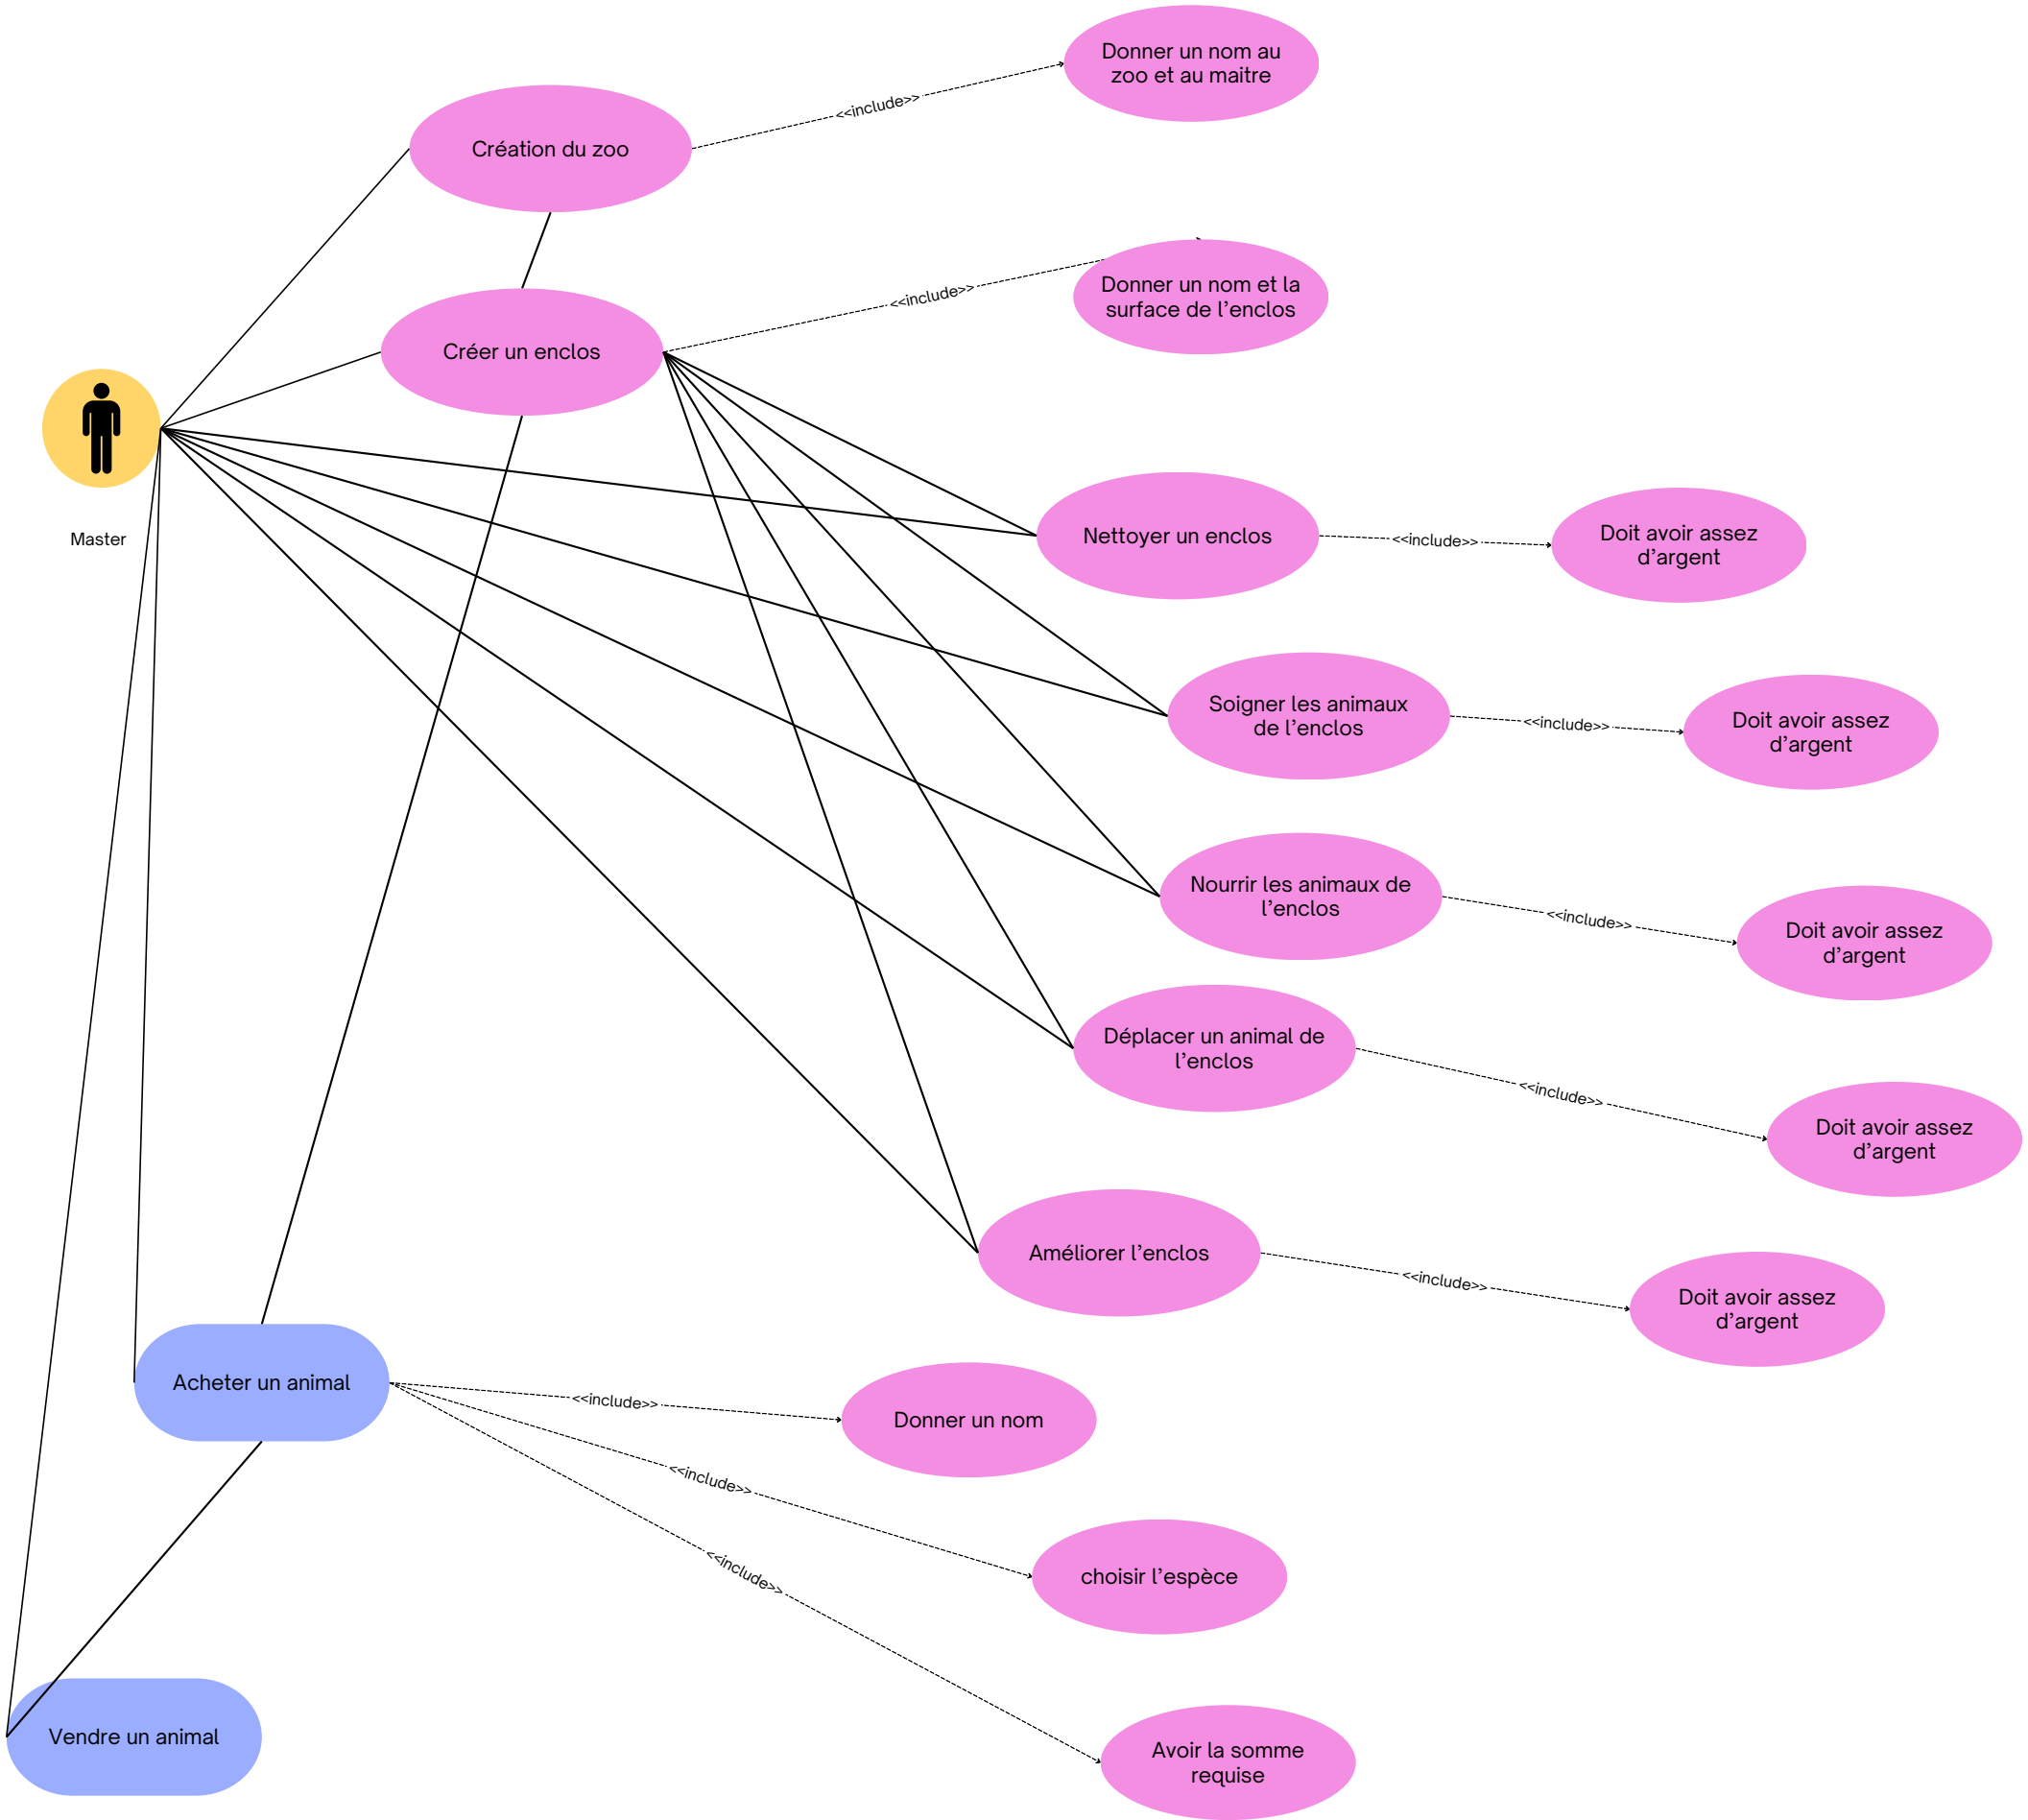 Donner un nom au
zoo et au maitre
<<include>>
Création du zoo
Donner un nom et la
surface de l’enclos
<<include>>
Créer un enclos
Master
Nettoyer un enclos
<<include>>
Doit avoir assez
d’argent
Soigner les animaux
de l’enclos
<<include>>
Doit avoir assez
d’argent
Nourrir les animaux de
l’enclos
<<include>>
Doit avoir assez
d’argent
Déplacer un animal de
l’enclos
<<include>>
Doit avoir assez
d’argent
Améliorer l’enclos
<<include>>
Doit avoir assez
d’argent
Acheter un animal
<<include>>
Donner un nom
<<include>>
choisir l’espèce
<<include>>
Avoir la somme
requise
Vendre un animal